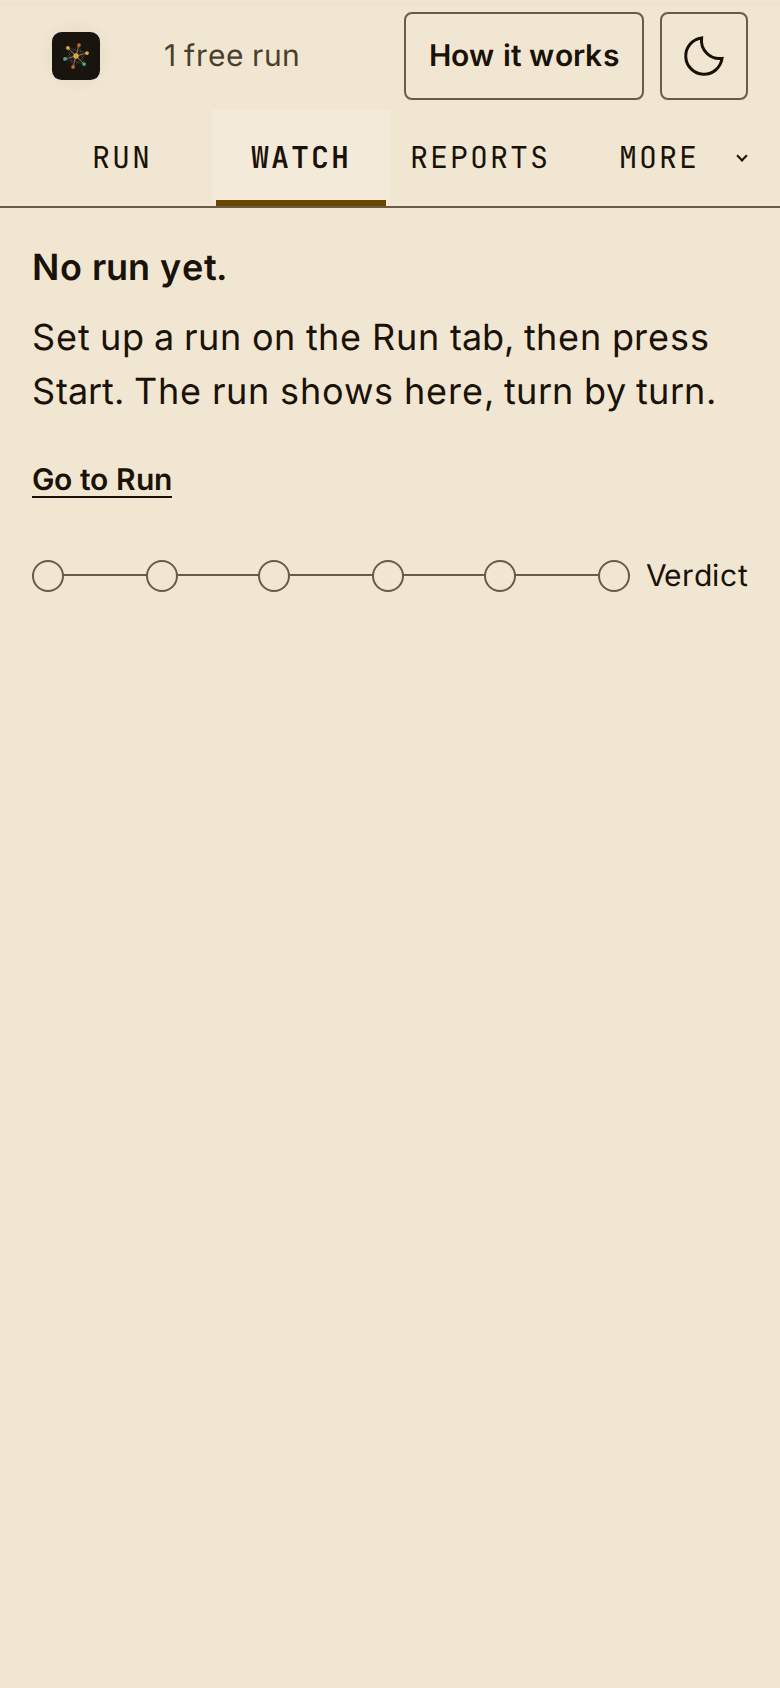 1 free run
How it works
RUN
WATCH
REPORTS
MORE
No run yet.
Set up a run on the Run tab, then press
Start. The run shows here, turn by turn.
Go to Run
Verdict